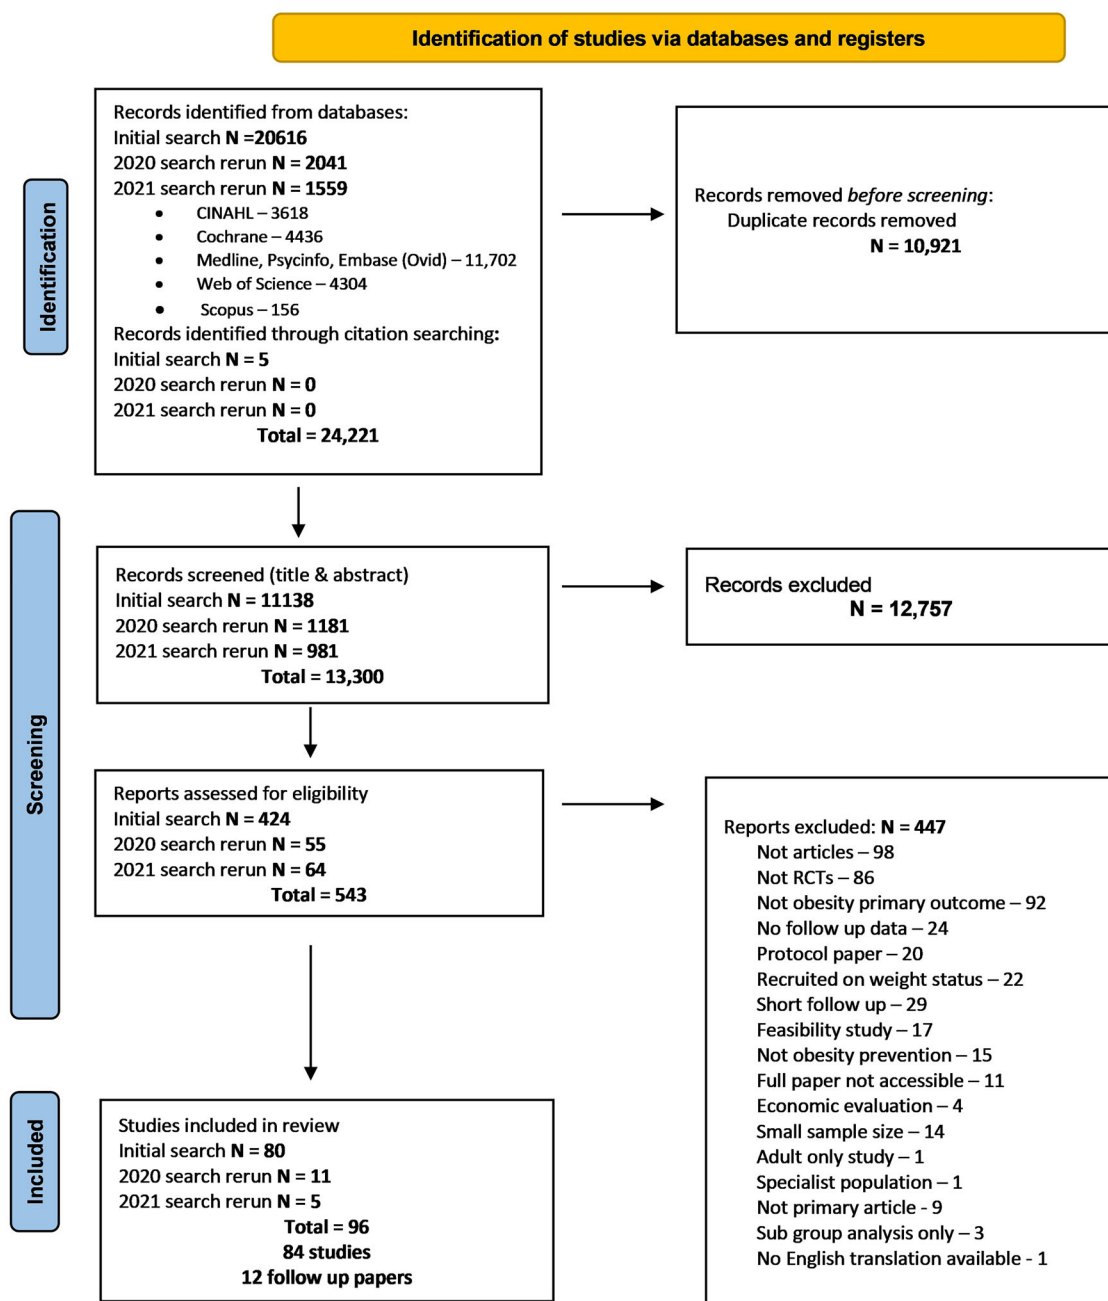 Identification of studies via databases and registers
Identification
Records identified from databases:
Initial search N =20616
2020 search rerun N = 2041
2021 search rerun N = 1559
• CINAHL – 3618
• Cochrane – 4436
• Medline, Psycinfo, Embase (Ovid) – 11,702
• Web of Science – 4304
• Scopus – 156
Records identified through citation searching:
Initial search N = 5
2020 search rerun N = 0
2021 search rerun N = 0
Total = 24,221
Records removed before screening:
Duplicate records removed
N = 10,921
Screening
Records screened (title & abstract)
Initial search N = 11138
2020 search rerun N = 1181
2021 search rerun N = 981
Total = 13,300
Records excluded
N = 12,757
Reports assessed for eligibility
Initial search N = 424
2020 search rerun N = 55
2021 search rerun N = 64
Total = 543
Reports excluded: N = 447
Not articles – 98
Not RCTs – 86
Not obesity primary outcome – 92
No follow up data – 24
Protocol paper – 20
Recruited on weight status – 22
Short follow up – 29
Feasibility study – 17
Not obesity prevention – 15
Full paper not accessible – 11
Economic evaluation – 4
Small sample size – 14
Adult only study – 1
Specialist population – 1
Not primary article - 9
Sub group analysis only – 3
No English translation available - 1
Included
Studies included in review
Initial search N = 80
2020 search rerun N = 11
2021 search rerun N = 5
Total = 96
84 studies
12 follow up papers